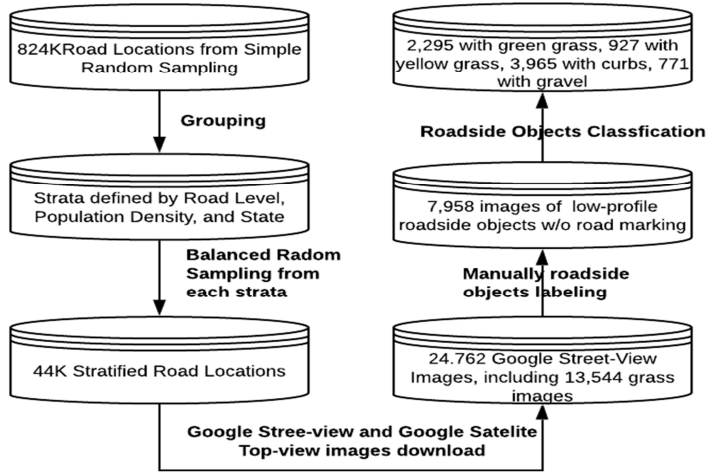 824KRoad Locations from Simple
Random Sampling
Grouping
Strata defined by Road Level,
Population Density, and State
Balanced Radom
Sampling from
each strata
44K Stratified Road Locations
Google Stree-view and Google Satelite
Top-view images download
24.762 Google Street-View
Images, including 13,544 grass
images
Manually roadside
objects labeling
7,958 images of low-profile
roadside objects w/o road marking
Roadside Objects Classfication
2,295 with green grass, 927 with
yellow grass, 3,965 with curbs, 771
with gravel